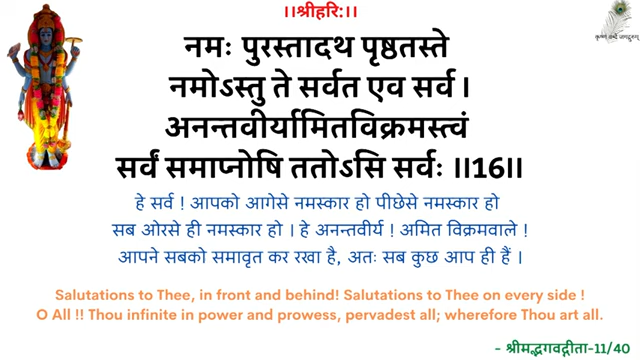 ।।श्रीहरि:।।
कृष्णं वन्दे जगद्गुरुम्
नमः पुरस्तादथ पृष्ठतस्ते
नमोऽस्तु ते सर्वत एव सर्व ।
अनन्तवीर्यामितविक्रमस्त्वं
सर्वं समाप्नोषि ततोऽसि सर्वः ।।16।।
हे सर्व ! आपको आगेसे नमस्कार हो पीछेसे नमस्कार हो
सब ओरसे ही नमस्कार हो । हे अनन्तवीर्य ! अमित विक्रमवाले !
आपने सबको समावृत कर रखा है, अतः सब कुछ आप ही हैं ।
Salutations to Thee, in front and behind! Salutations to Thee on every side !
O All !! Thou infinite in power and prowess, pervadest all; wherefore Thou art all.
- श्रीमद्भगवद्गीता-11/40